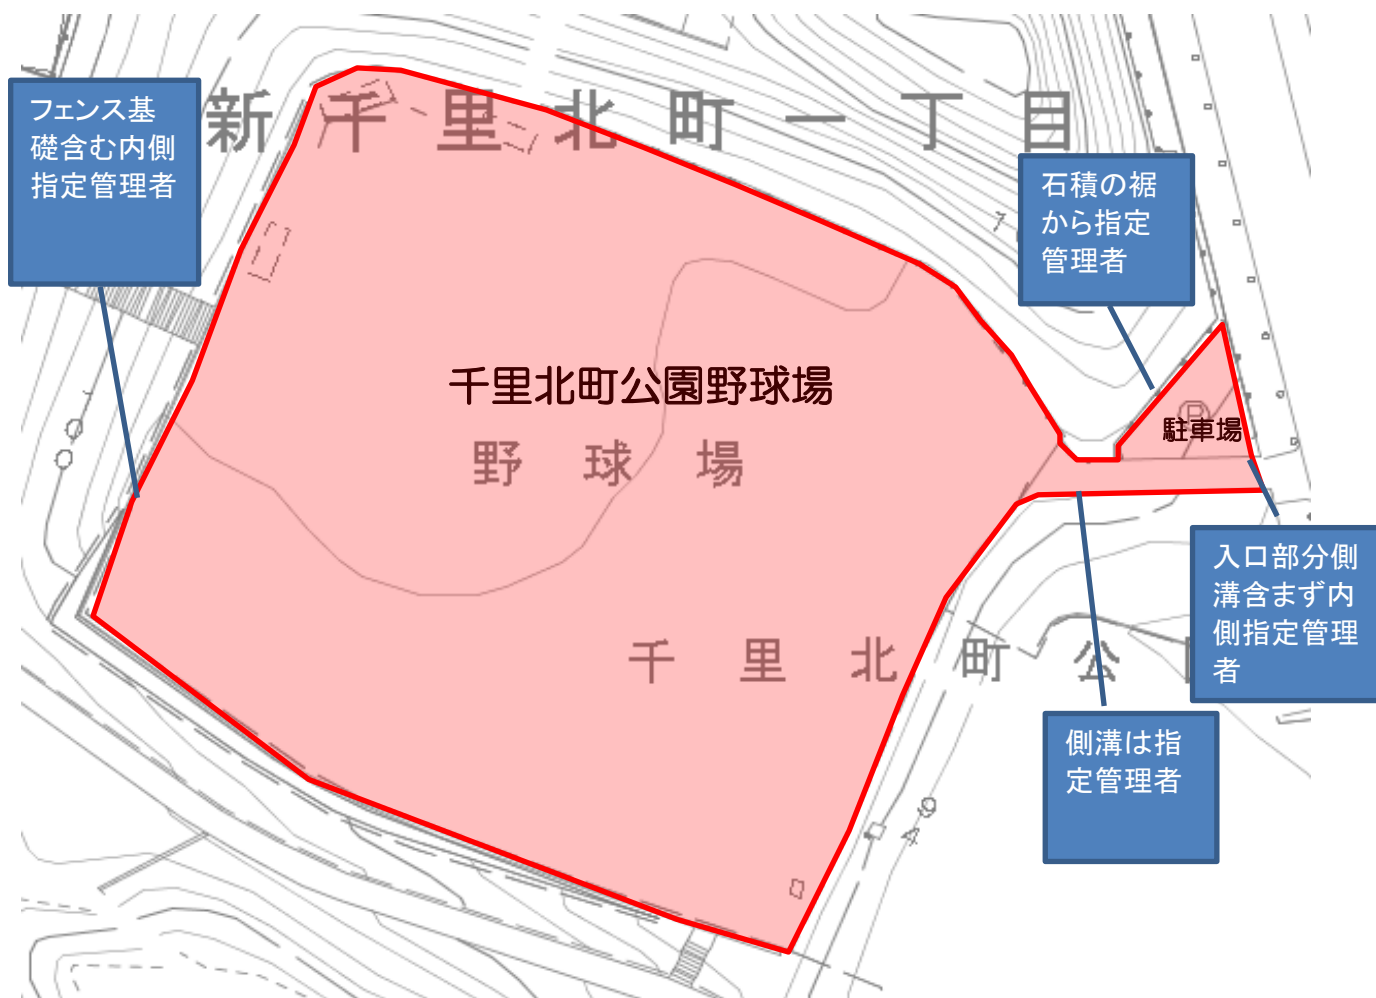 新千里北町一丁目
フェンス基
礎含む内側
指定管理者
石積の裾
から指定
管理者
千里北町公園野球場
野球場
P
駐車場
入口部分側
溝含まず内
側指定管理
者
千里北町公
側溝は指
定管理者
94